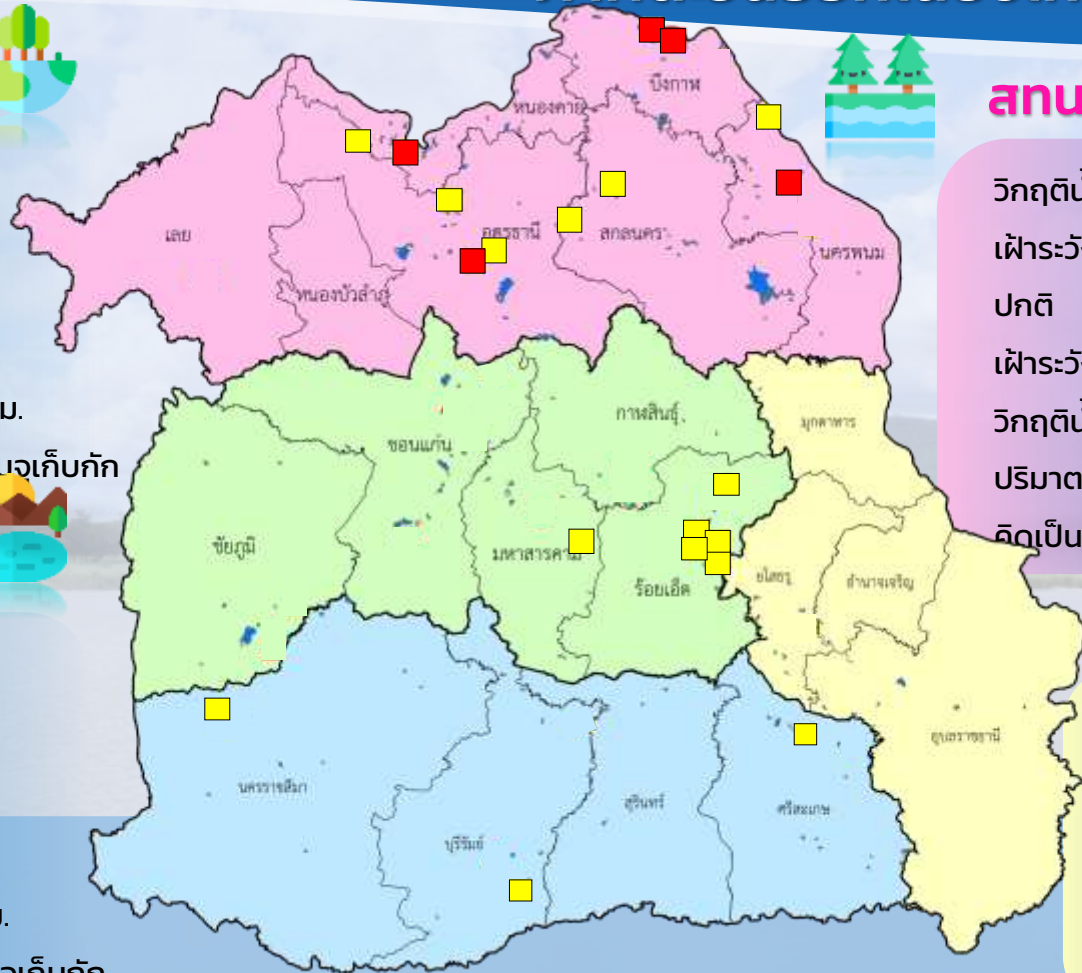 สทน
วิกฤติน้
เฝ้าระวั
ปกติ
เฝ้าระวั
วิกฤติน้
ปริมาต
คิดเป็น
ม.
เก็บกัก
เก็บกัก
บึงกาฬ
หนองคาย
เลย
อุดรธานี
สกลนคร
นครพนม
หนองบัวลำภู
กาฬสินธุ์
มุกดาหาร
ขอนแก่น
ชัยภูมิ
มหาสารคาม
ร้อยเอ็ด
ยโสธร
อำนาจเจริญ
อุบลราชธานี
นครราชสีมา
บุรีรัมย์
สุรินทร์
ศรีสะเกษ